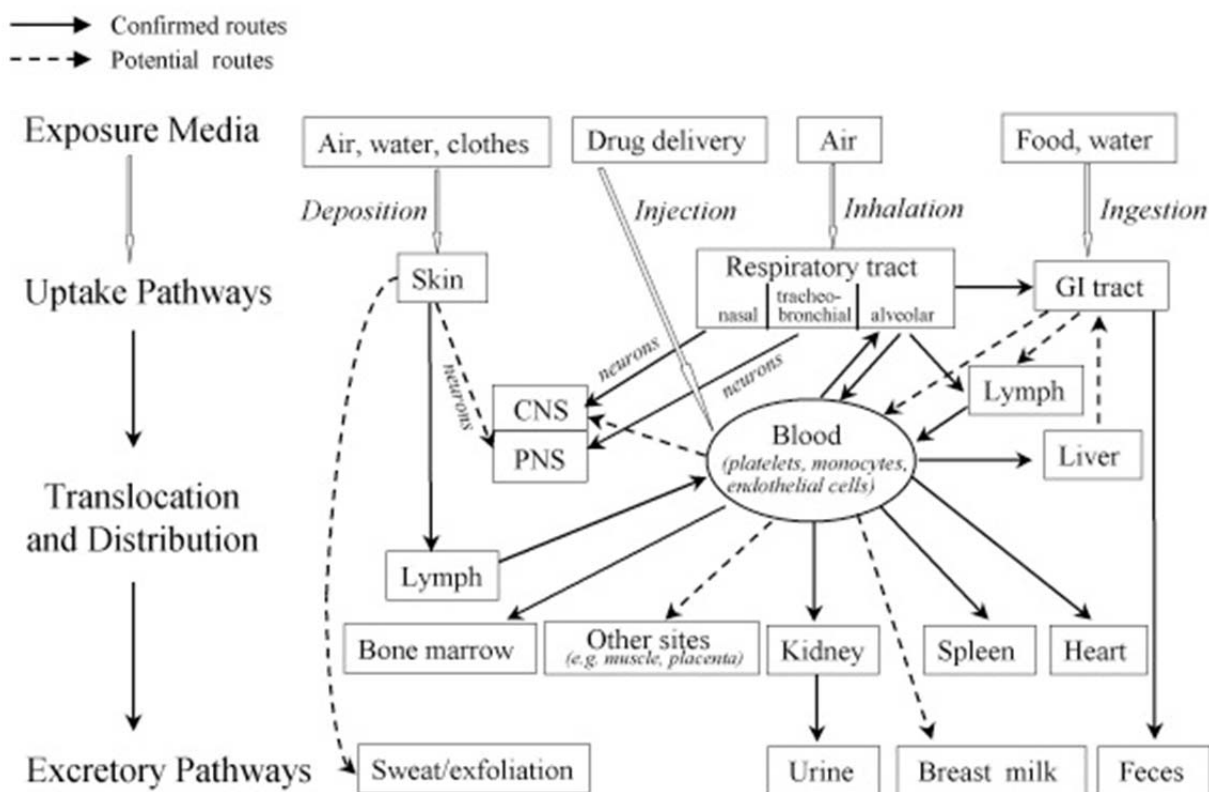 Confirmed routes
Potential routes
Exposure Media
Air, water, clothes
Drug delivery
Air
Food, water
Deposition
Injection
Inhalation
Ingestion
Uptake Pathways
Skin
Respiratory tract
nasal
tracheo-
bronchial
alveolar
GI tract
neurons
neurons
neurons
CNS
PNS
Lymph
Blood
(platelets, monocytes,
endothelial cells)
Liver
Translocation
and Distribution
Lymph
Bone marrow
Other sites
(e.g. muscle, placenta)
Kidney
Spleen
Heart
Excretory Pathways
Sweat/exfoliation
Urine
Breast milk
Feces